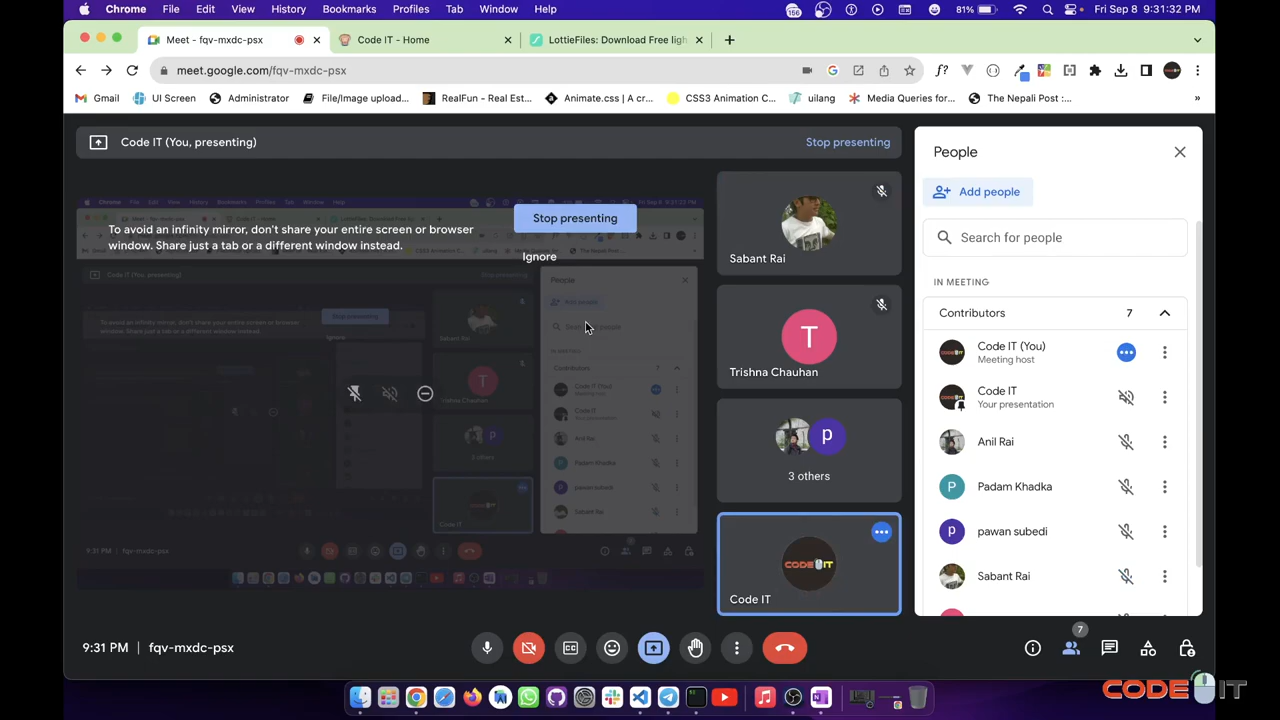 Chrome File Edit View History Bookmarks Profiles Tab Window Help 156 81% Fri Sep 8 9:31:32 PM
Meet - fqv-mxdc-psx
Code IT - Home
LottieFiles: Download Free ligh
meet.google.com/fqv-mxdc-psx
f?
Gmail UI Screen Administrator File/Image upload... RealFun - Real Est... Animate.css | A cr... CSS3 Animation C... uilang Media Queries for... The Nepali Post :... »
Code IT (You, presenting)
Stop presenting
To avoid an infinity mirror, don't share your entire screen or browser
window. Share just a tab or a different window instead.
Stop presenting
Ignore
Sabant Rai
T
Trishna Chauhan
p
3 others
CODE IT
Code IT
People
Add people
Search for people
IN MEETING
Contributors 7
Code IT (You)
Meeting host
Code IT
Your presentation
Anil Rai
P Padam Khadka
p pawan subedi
Sabant Rai
9:31 PM | fqv-mxdc-psx
7
CODE IT